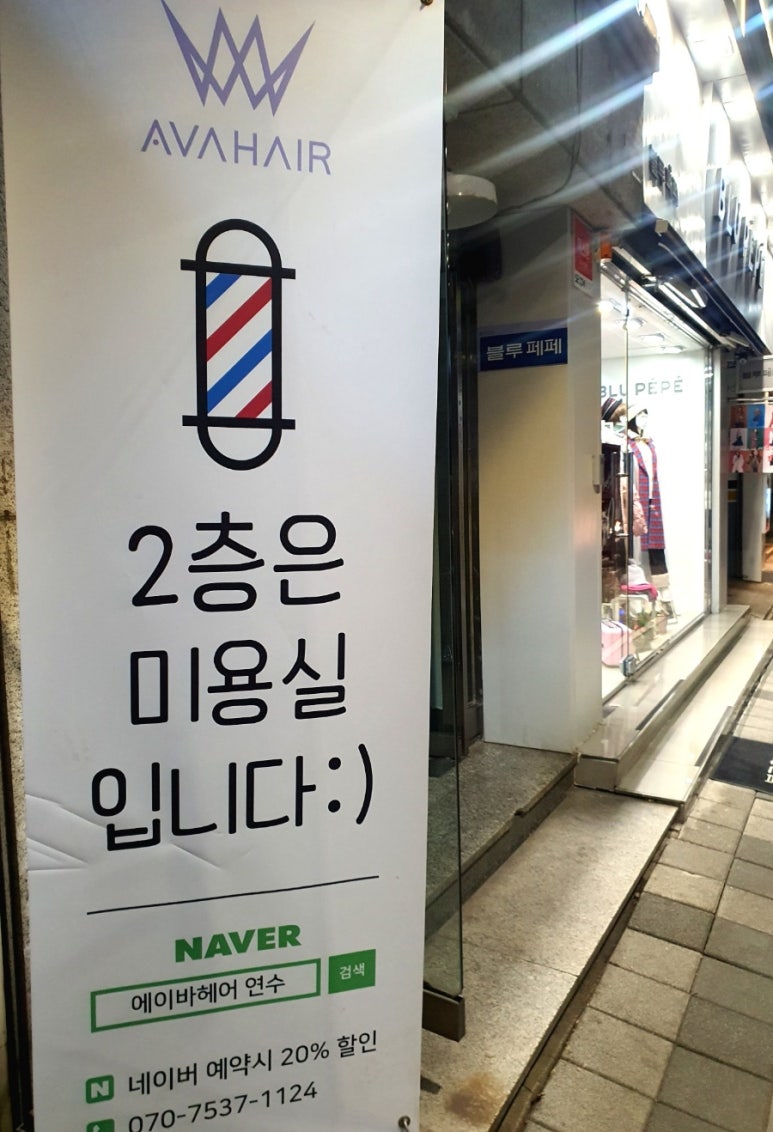 AVAHAIR
2층은
미용실
입니다:)
NAVER
에이바헤어 연수
검색
네이버 예약시 20% 할인
070-7537-1124
블루페페
BLU PÉPÉ